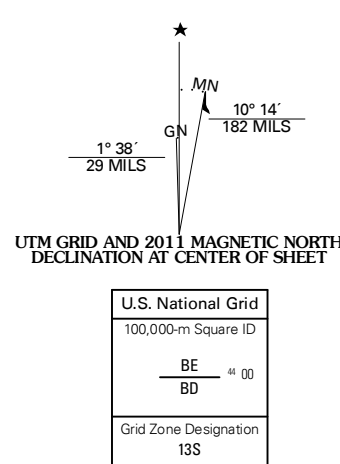 MN
GN
10° 14´
182 MILS
1° 38´
29 MILS
UTM GRID AND 2011 MAGNETIC NORTH
DECLINATION AT CENTER OF SHEET
U.S. National Grid
100,000-m Square ID
BE
44 00
BD
Grid Zone Designation
13S